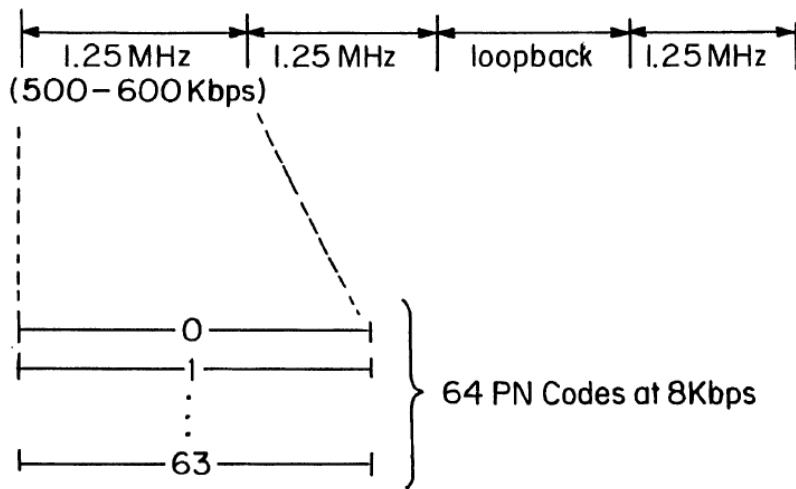 1.25 MHz 1.25 MHz loopback 1.25 MHz
(500-600 Kbps)
0
1
63
64 PN Codes at 8Kbps